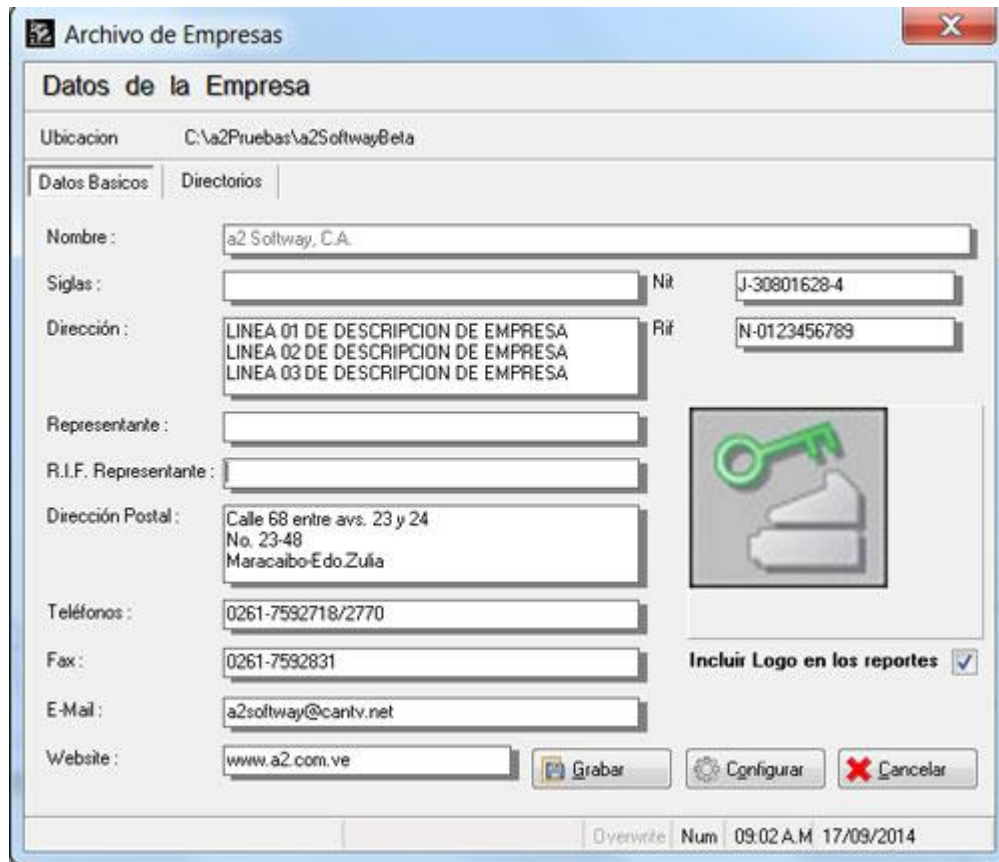 Archivo de Empresas
Datos de la Empresa
Ubicacion C:\a2Pruebas\a2SoftwayBeta
Datos Basicos Directorios
Nombre : a2 Softway, C.A.
Siglas : Nit J-30801628-4
Dirección : LINEA 01 DE DESCRIPCION DE EMPRESA Rif N-0123456789
LINEA 02 DE DESCRIPCION DE EMPRESA
LINEA 03 DE DESCRIPCION DE EMPRESA
Representante :
R.I.F. Representante :
Dirección Postal : Calle 68 entre avs. 23 y 24
No. 23-48
Maracaibo-Edo.Zulia
Teléfonos : 0261-7592718/2770
Fax : 0261-7592831 Incluir Logo en los reportes
E-Mail : a2softway@cantv.net
Website : www.a2.com.ve Grabar Configurar Cancelar
Overwrite Num 09:02 A.M 17/09/2014